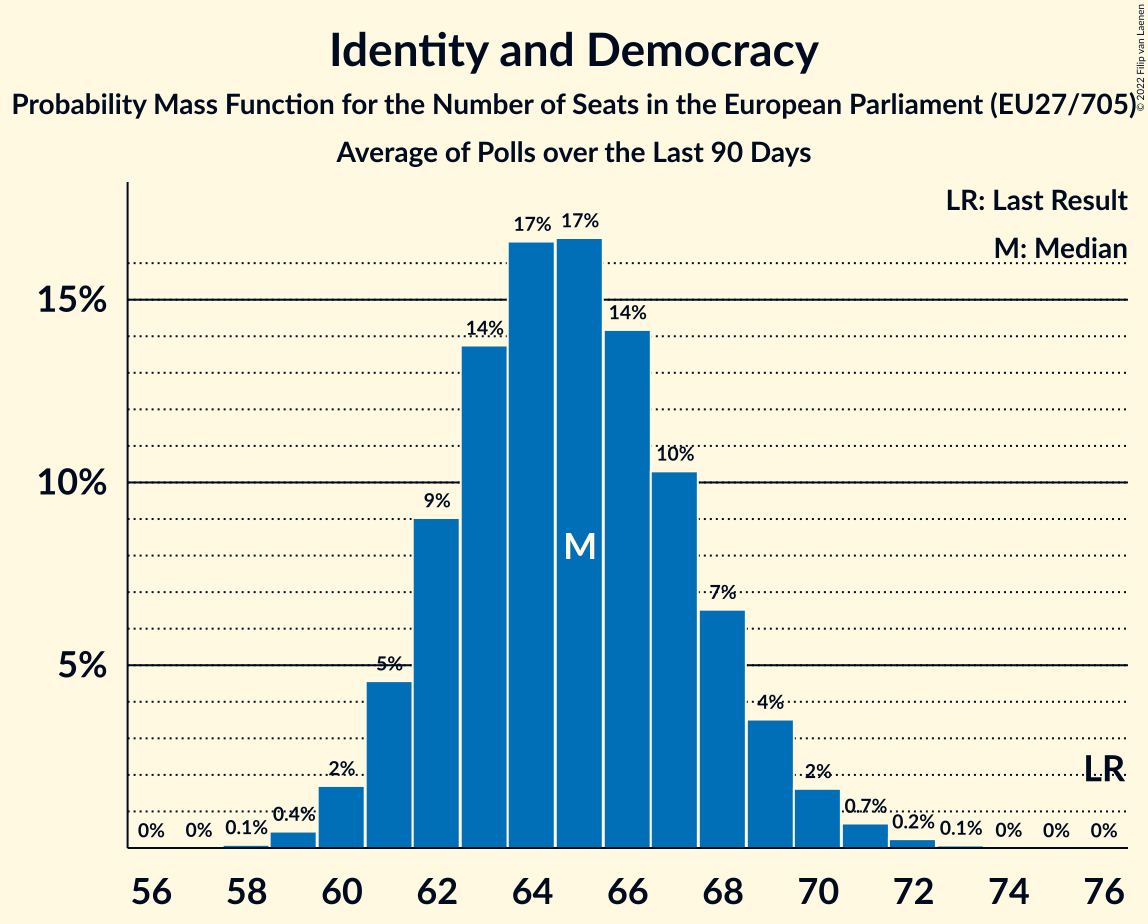 Identity and Democracy
Probability Mass Function for the Number of Seats in the European Parliament (EU27/705)
Average of Polls over the Last 90 Days
© 2022 Filip van Laenen
LR: Last Result
M: Median
15%
10%
5%
0% 0% 0.1% 0.4% 2% 5% 9% 14% 17% 17% 14% 10% 7% 4% 2% 0.7% 0.2% 0.1% 0% 0% 0%
M
LR
56 58 60 62 64 66 68 70 72 74 76